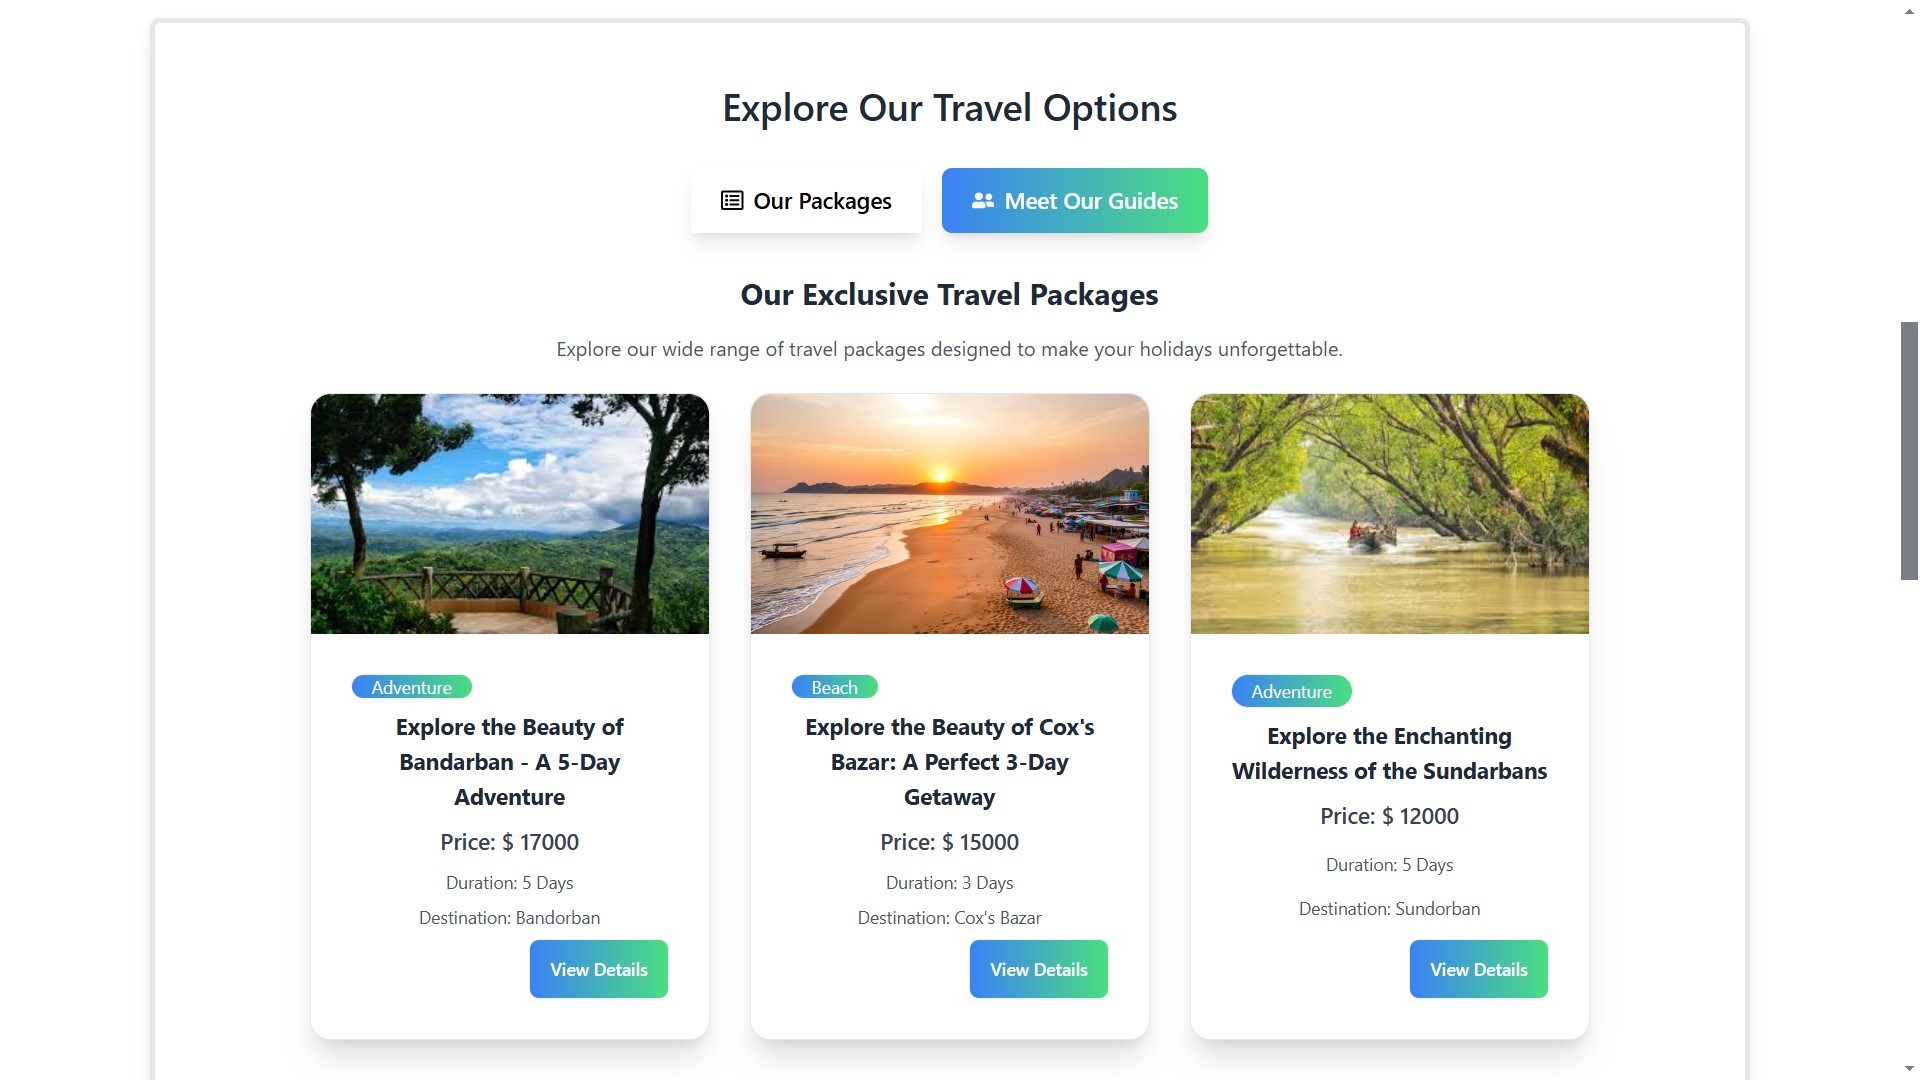 Explore Our Travel Options
Our Packages
Meet Our Guides
Our Exclusive Travel Packages
Explore our wide range of travel packages designed to make your holidays unforgettable.
Adventure
Explore the Beauty of
Bandarban - A 5-Day
Adventure
Price: $ 17000
Duration: 5 Days
Destination: Bandorban
View Details
Beach
Explore the Beauty of Cox's
Bazar: A Perfect 3-Day
Getaway
Price: $ 15000
Duration: 3 Days
Destination: Cox's Bazar
View Details
Adventure
Explore the Enchanting
Wilderness of the Sundarbans
Price: $ 12000
Duration: 5 Days
Destination: Sundorban
View Details